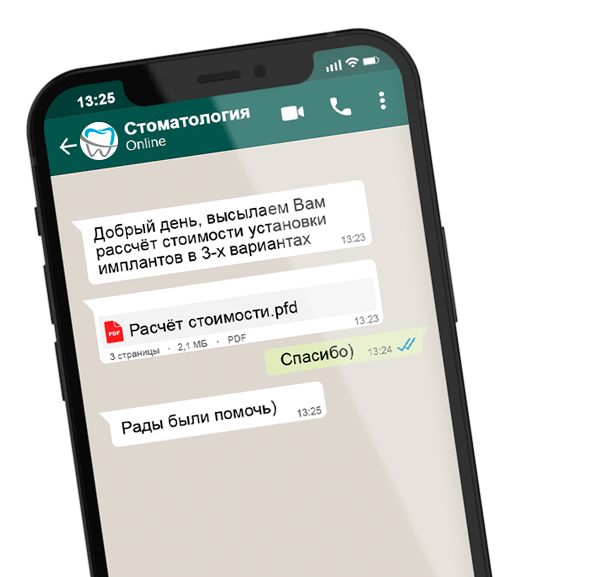 13:25
Стоматология
Online
Добрый день, высылаем Вам
рассчёт стоимости установки
имплантов в 3-х вариантах
13:23
PDF
Расчёт стоимости.pfd
3 страницы · 2,1 МБ · PDF
13:23
Спасибо)
13:24
Рады были помочь)
13:25